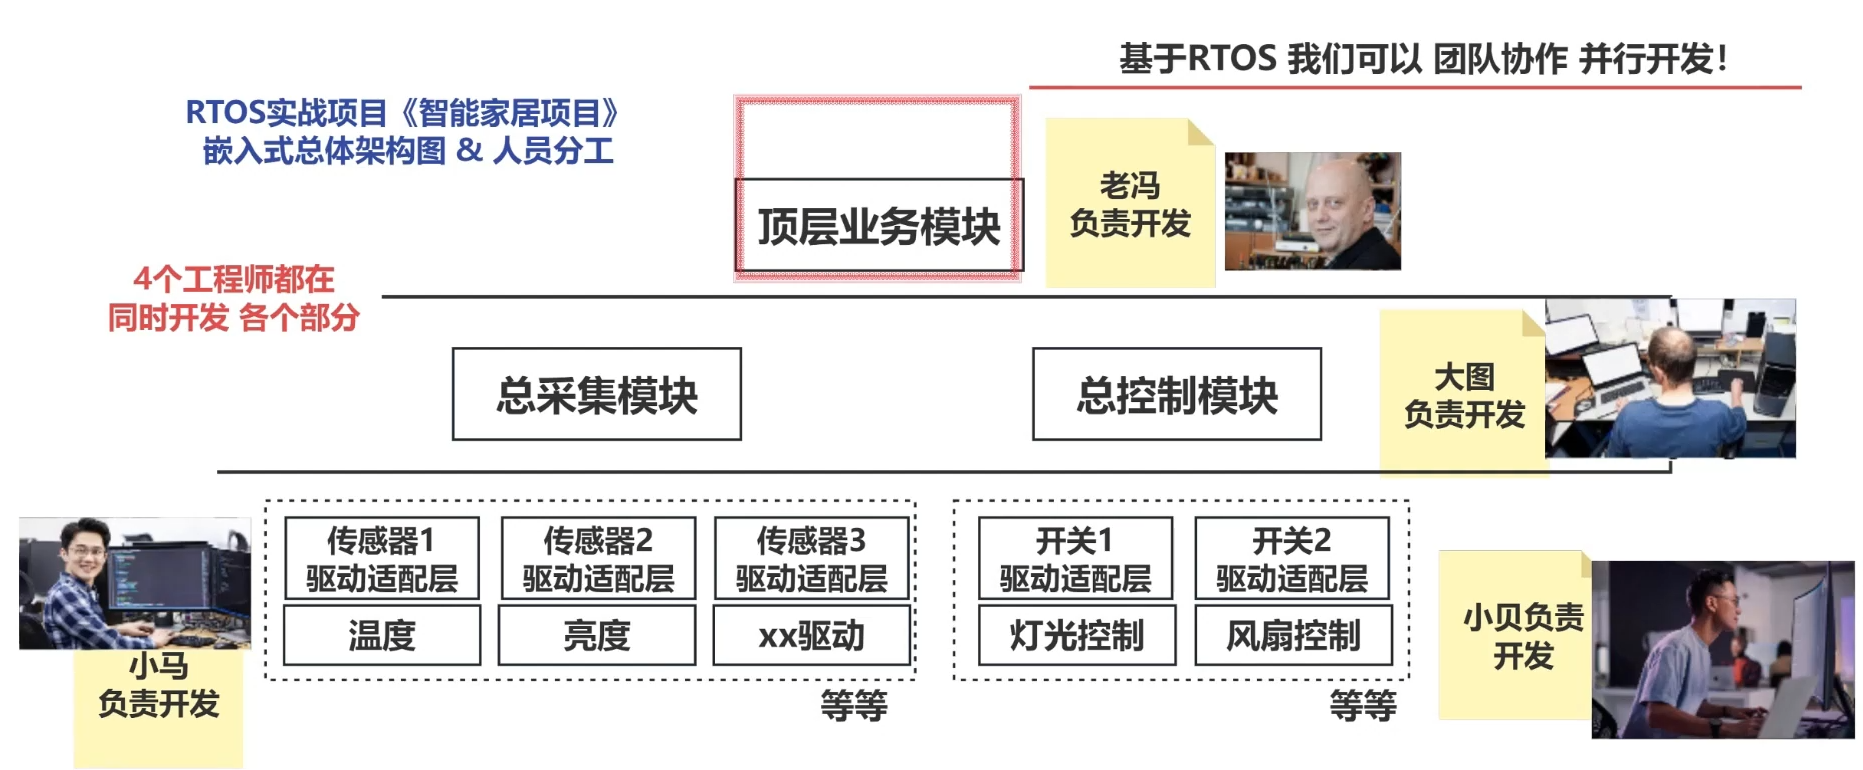 基于RTOS 我们可以 团队协作 并行开发！
RTOS实战项目《智能家居项目》
嵌入式总体架构图 & 人员分工
顶层业务模块
老冯
负责开发
4个工程师都在
同时开发 各个部分
总采集模块
总控制模块
大图
负责开发
传感器1
驱动适配层
传感器2
驱动适配层
传感器3
驱动适配层
开关1
驱动适配层
开关2
驱动适配层
温度
亮度
xx驱动
灯光控制
风扇控制
小贝负责
开发
小马
负责开发
等等
等等